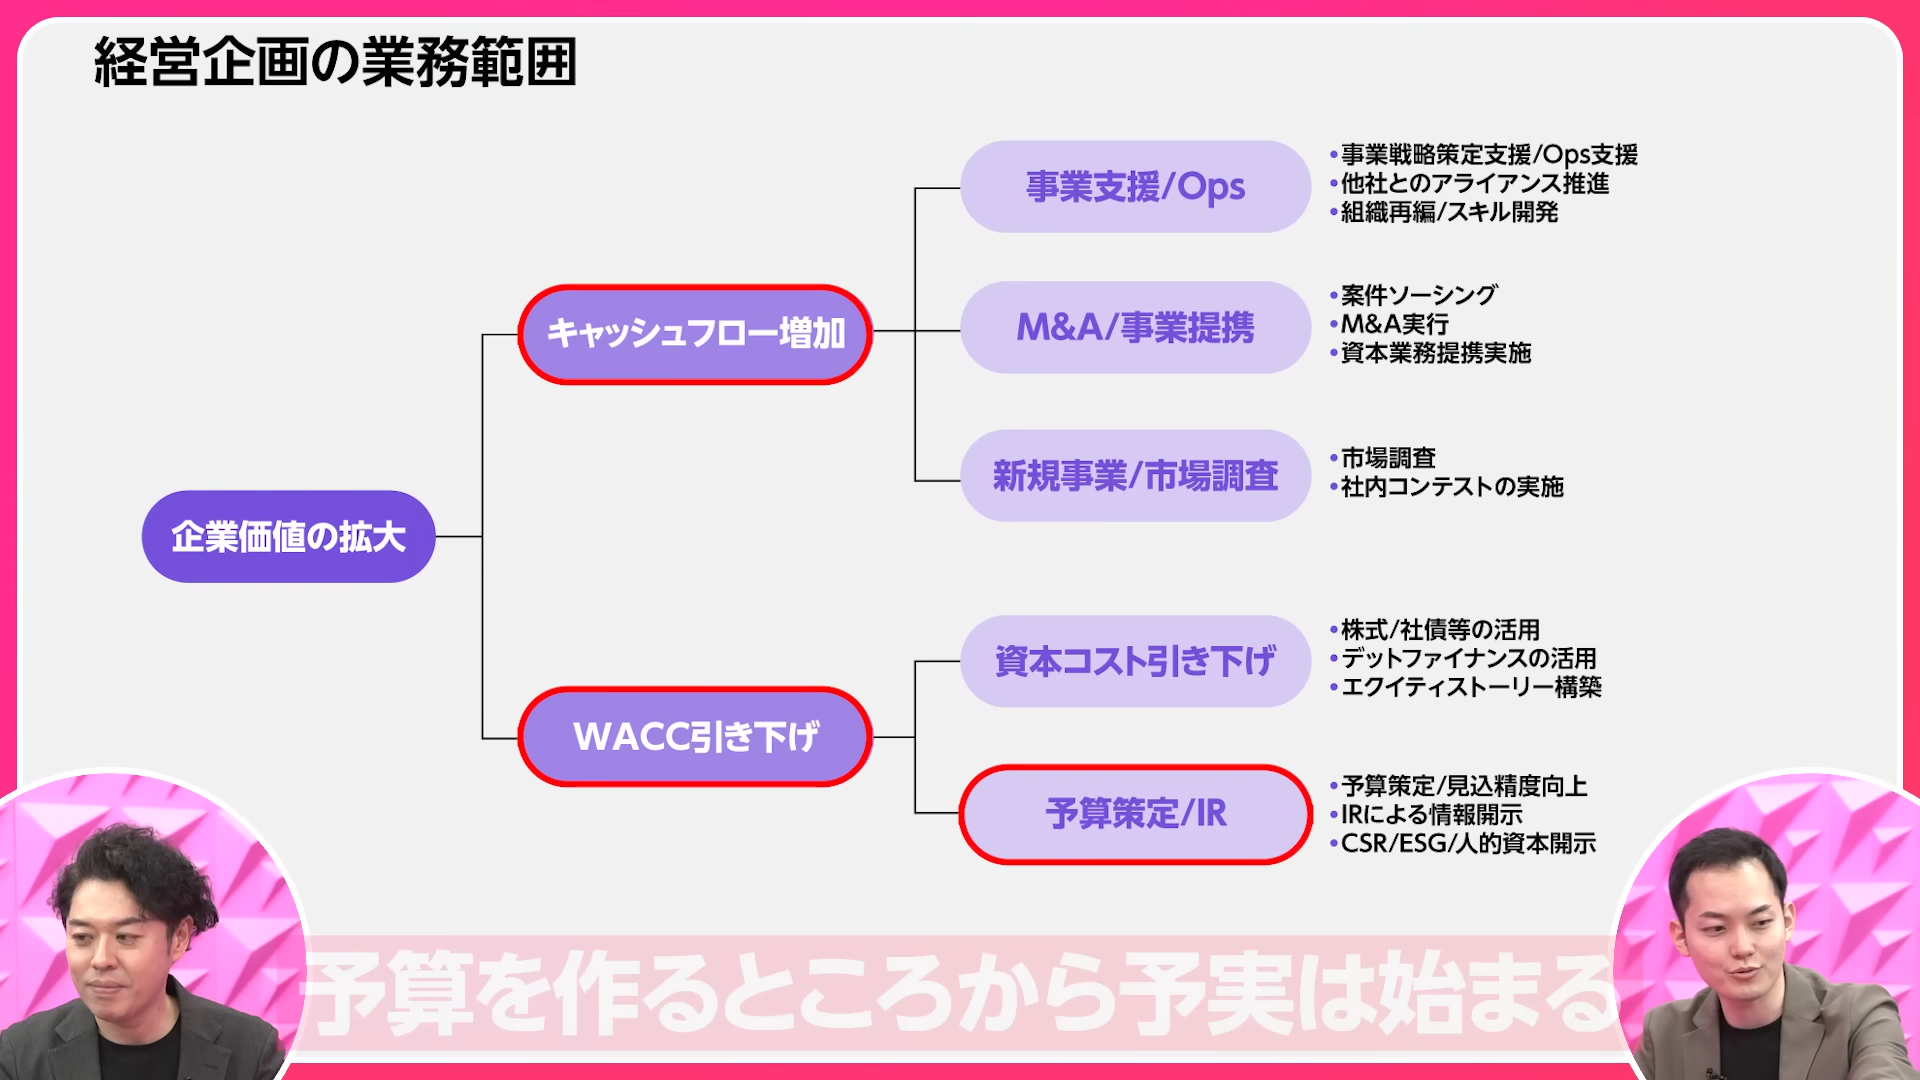 経営企画の業務範囲
企業価値の拡大
キャッシュフロー増加
事業支援/Ops
•事業戦略策定支援/Ops支援
•他社とのアライアンス推進
•組織再編/スキル開発
M&A/事業提携
•案件ソーシング
•M&A実行
•資本業務提携実施
新規事業/市場調査
•市場調査
•社内コンテストの実施
WACC引き下げ
資本コスト引き下げ
•株式/社債等の活用
•デットファイナンスの活用
•エクイティストーリー構築
予算策定/IR
•予算策定/見込精度向上
•IRによる情報開示
•CSR/ESG/人的資本開示
予算を作るところから予実は始まる